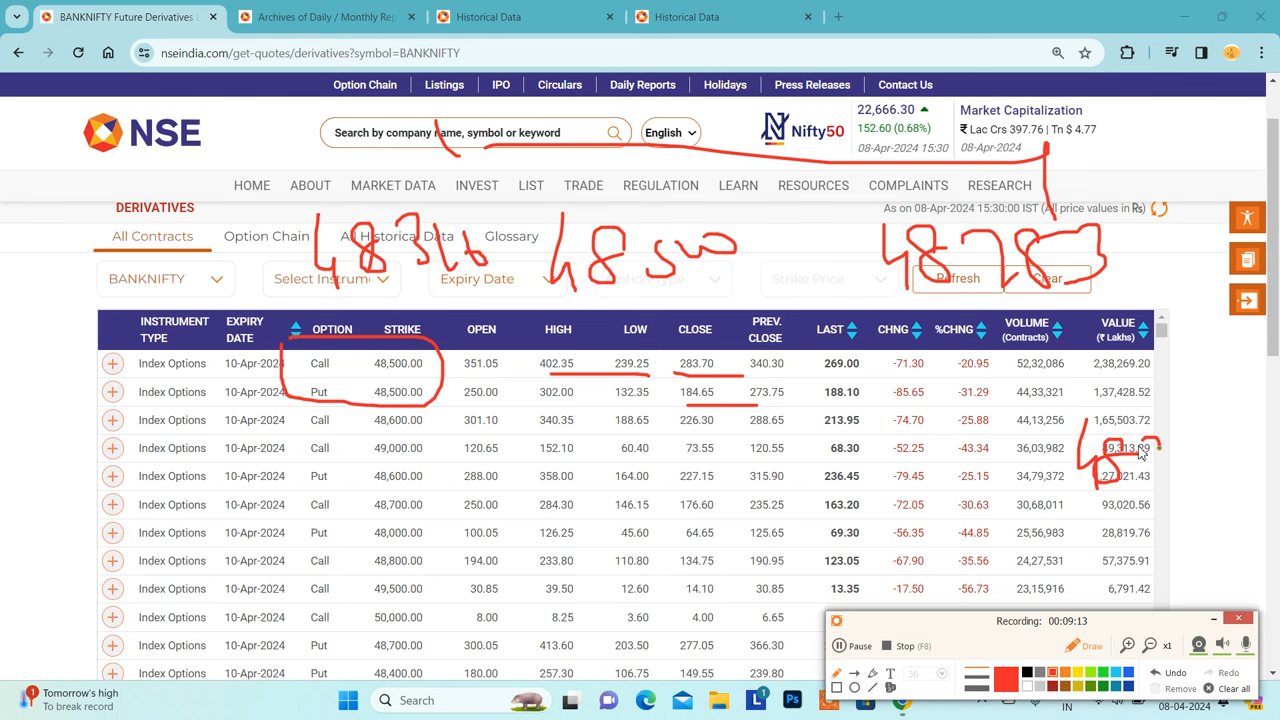 BANKNIFTY Future Derivatives
Archives of Daily / Monthly Rep
Historical Data
Historical Data
nseindia.com/get-quotes/derivatives?symbol=BANKNIFTY
Option Chain Listings IPO Circulars Daily Reports Holidays Press Releases Contact Us
NSE
Search by company name, symbol or keyword
English
Nifty50
22,666.30
152.60 (0.68%)
08-Apr-2024 15:30
Market Capitalization
₹ Lac Crs 397.76 | Tn $ 4.77
08-Apr-2024
HOME ABOUT MARKET DATA INVEST LIST TRADE REGULATION LEARN RESOURCES COMPLAINTS RESEARCH
DERIVATIVES
As on 08-Apr-2024 15:30:00 IST (All price values in ₨)
All Contracts Option Chain All Historical Data Glossary
48316 48500 48783
BANKNIFTY Select Instrum Expiry Date Option Type Strike Price Refresh Clear
INSTRUMENT TYPE EXPIRY DATE OPTION STRIKE OPEN HIGH LOW CLOSE PREV. CLOSE LAST CHNG %CHNG VOLUME (Contracts) VALUE (₹ Lakhs)
Index Options 10-Apr-2024 Call 48,500.00 351.05 402.35 239.25 283.70 340.30 269.00 -71.30 -20.95 52,32,086 2,38,269.20
Index Options 10-Apr-2024 Put 48,500.00 250.00 302.00 132.35 184.65 273.75 188.10 -85.65 -31.29 44,33,321 1,37,428.52
Index Options 10-Apr-2024 Call 48,600.00 301.10 340.35 188.65 226.30 288.65 213.95 -74.70 -25.88 44,13,256 1,65,503.72
Index Options 10-Apr-2024 Call 49,000.00 120.65 152.10 60.40 73.55 120.55 68.30 -52.25 -43.34 36,03,982
Index Options 10-Apr-2024 Put 48,600.00 288.00 358.00 164.00 227.15 315.90 236.45 -79.45 -25.15 34,79,372
Index Options 10-Apr-2024 Call 48,700.00 250.00 284.30 146.15 176.60 235.25 163.20 -72.05 -30.63 30,68,011 93,020.56
Index Options 10-Apr-2024 Put 48,000.00 100.05 126.25 45.60 64.65 125.65 69.30 -56.35 -44.85 25,56,983 28,819.76
Index Options 10-Apr-2024 Call 48,800.00 194.00 233.80 110.80 134.75 190.95 123.05 -67.90 -35.56 24,27,531 57,375.91
Index Options 10-Apr-2024 Call 49,500.00 30.85 39.50 12.60 14.10 30.85 13.35 -17.50 -56.73 23,15,916 6,791.42
Index Options 10-Apr-2024 Call 50,000.00 8.00 8.25 3.60 4.00 6.65
Index Options 10-Apr-2024 Put 48,700.00 300.05 413.60 203.50 280.05 366.30
Index Options 10-Apr-2024 Put 48,400.00
Recording: 00:09:13
Pause Stop (F8) Draw x1
T 36 Undo Redo
Remove Clear all
1 Tomorrow's high
To break record
Search
IN
08-04-2024